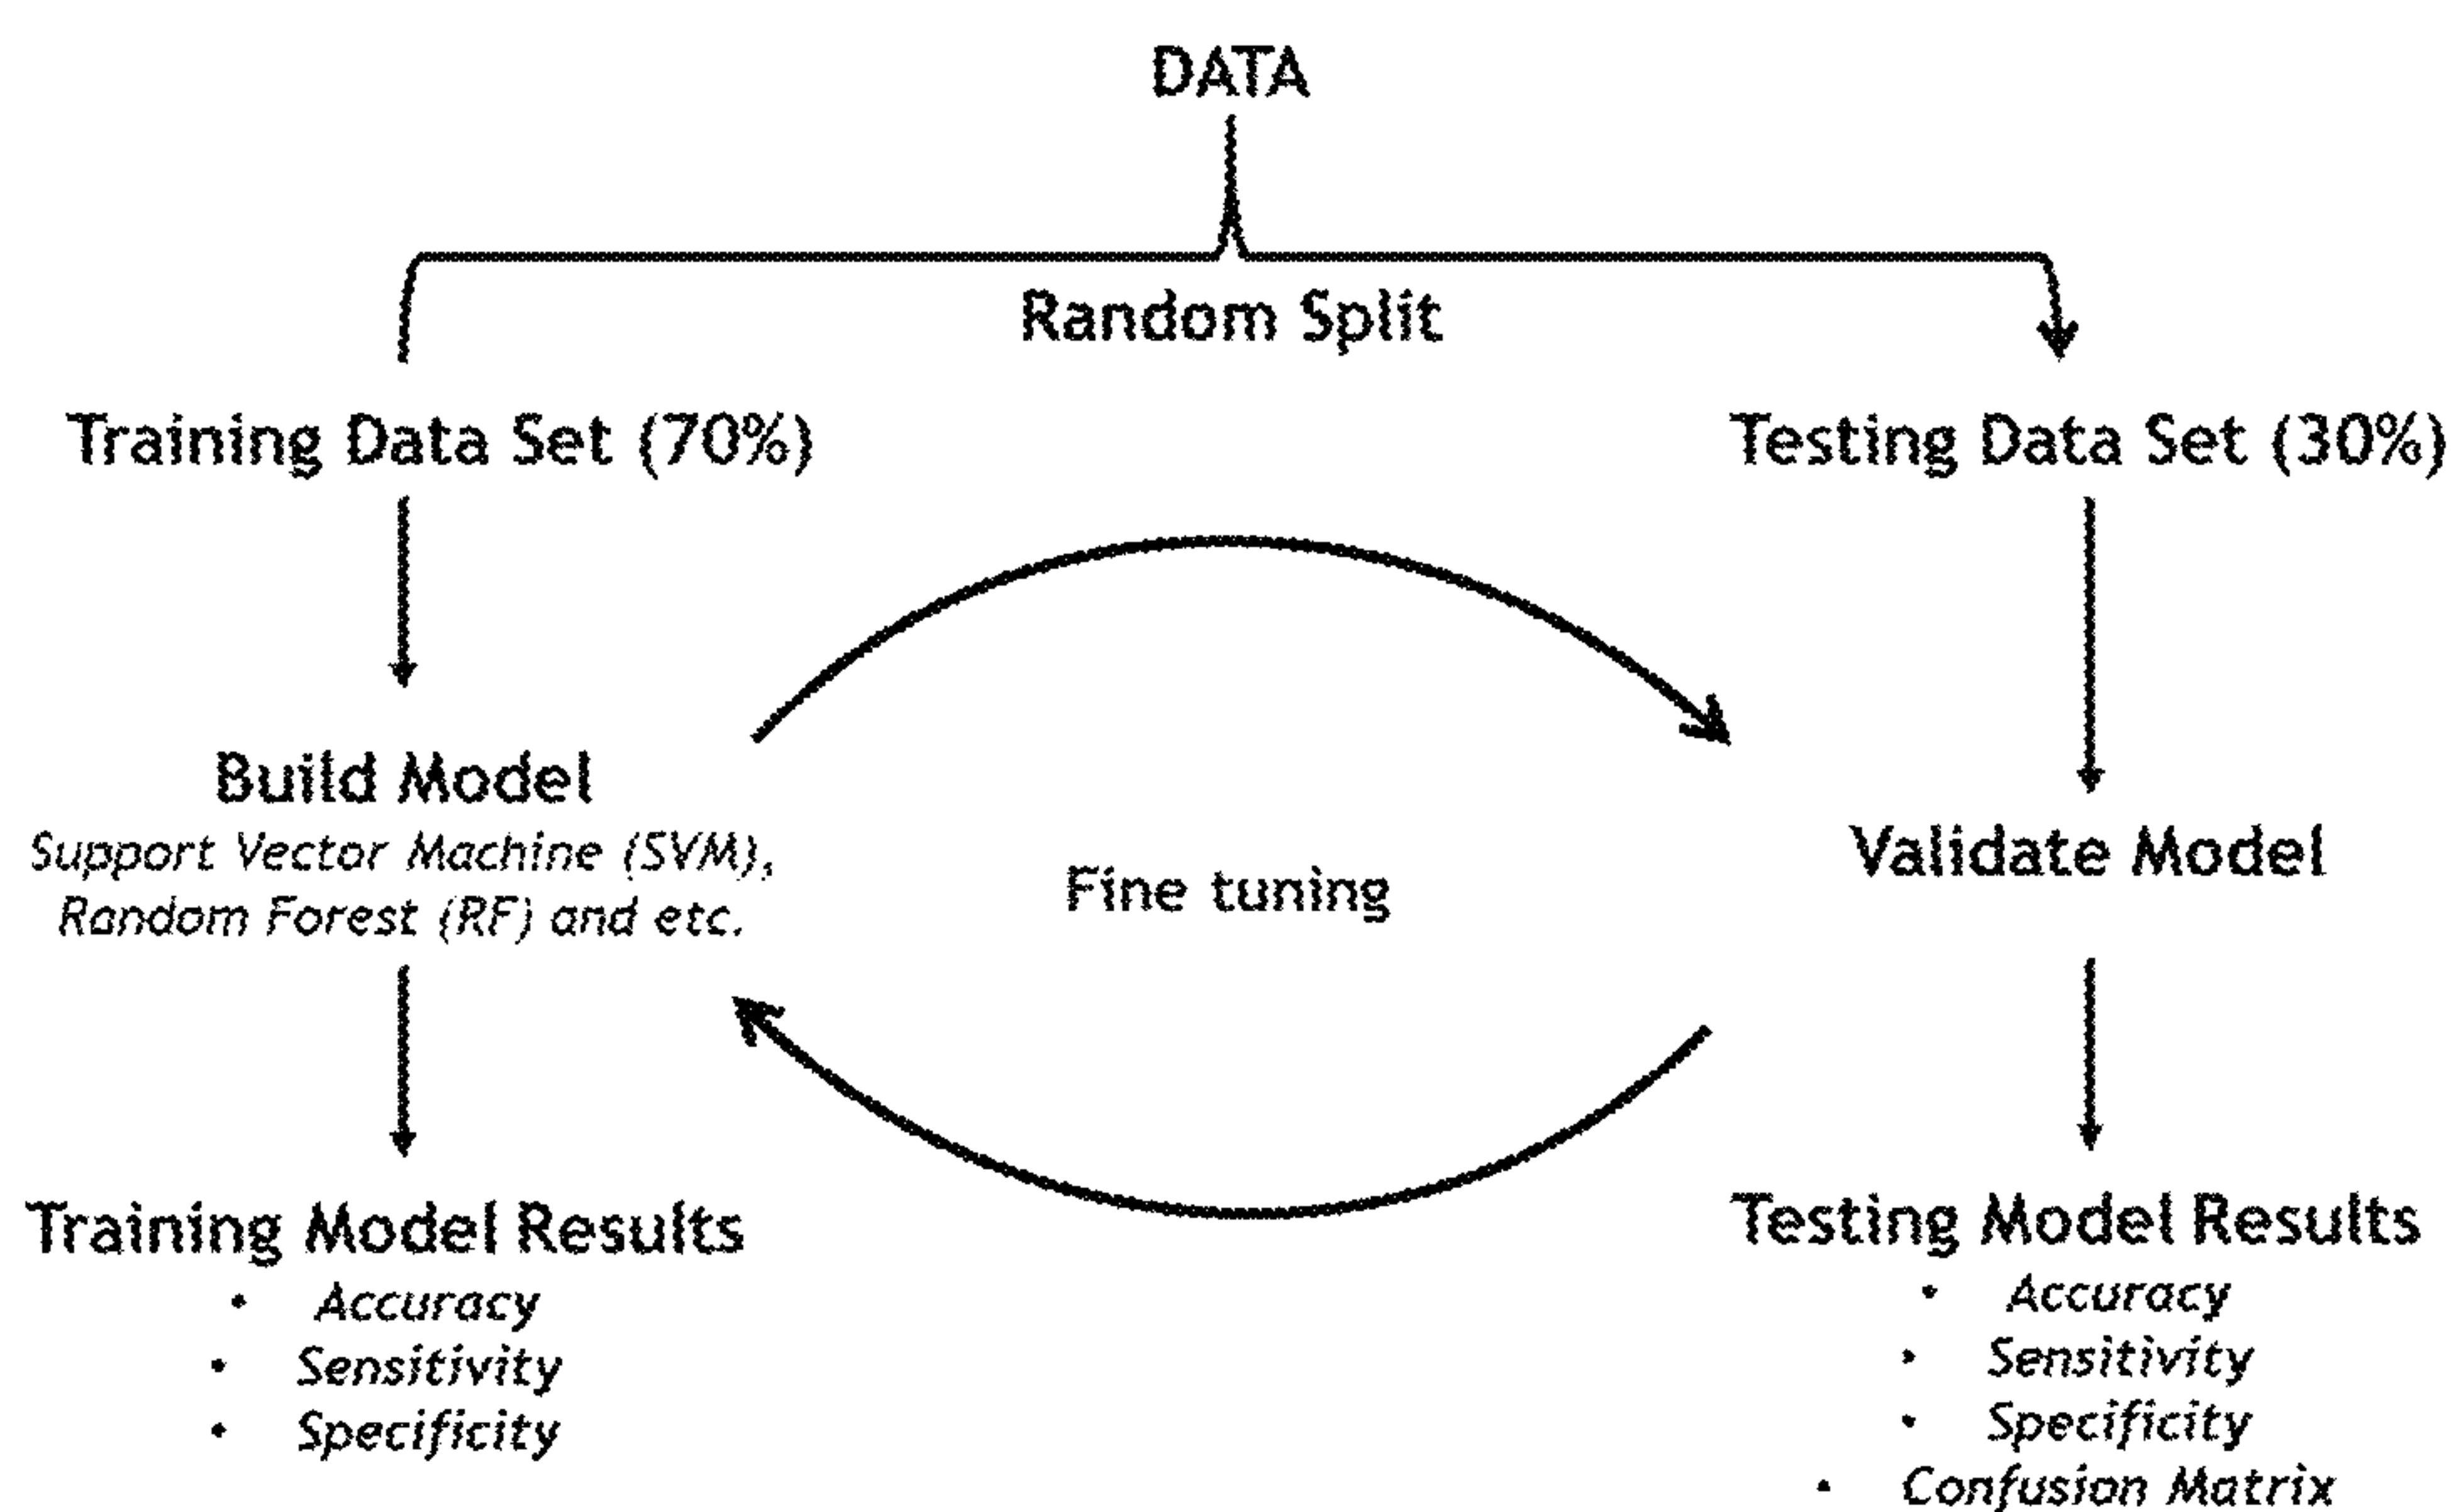 DATA
Random Split
Training Data Set (70%)
Testing Data Set (30%)
Build Model
Support Vector Machine (SVM),
Random Forest (RF) and etc.
Fine tuning
Validate Model
Training Model Results
• Accuracy
• Sensitivity
• Specificity
Testing Model Results
• Accuracy
• Sensitivity
• Specificity
• Confusion Matrix